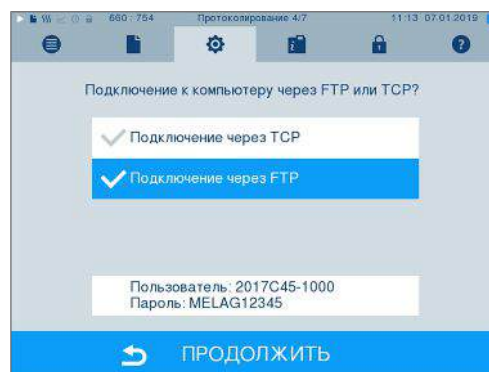 660 : 754 Протоколирование 4/7 11:13 07.01.2019
Подключение к компьютеру через FTP или TCP?
Подключение через TCP
Подключение через FTP
Пользователь: 2017C45-1000
Пароль: MELAG12345
ПРОДОЛЖИТЬ